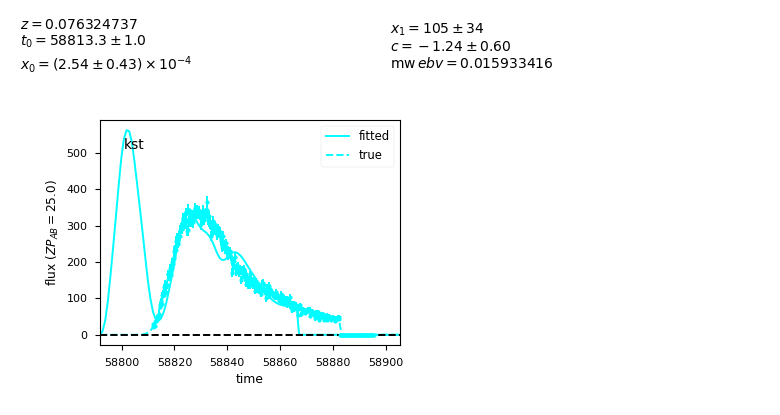 z = 0.076324737
t₀ = 58813.3 ± 1.0
x₀ = (2.54 ± 0.43) × 10⁻⁴
x₁ = 105 ± 34
c = −1.24 ± 0.60
mw ebv = 0.015933416
kst
fitted
true
flux (ZP_AB = 25.0)
500
400
300
200
100
0
58800 58820 58840 58860 58880 58900
time